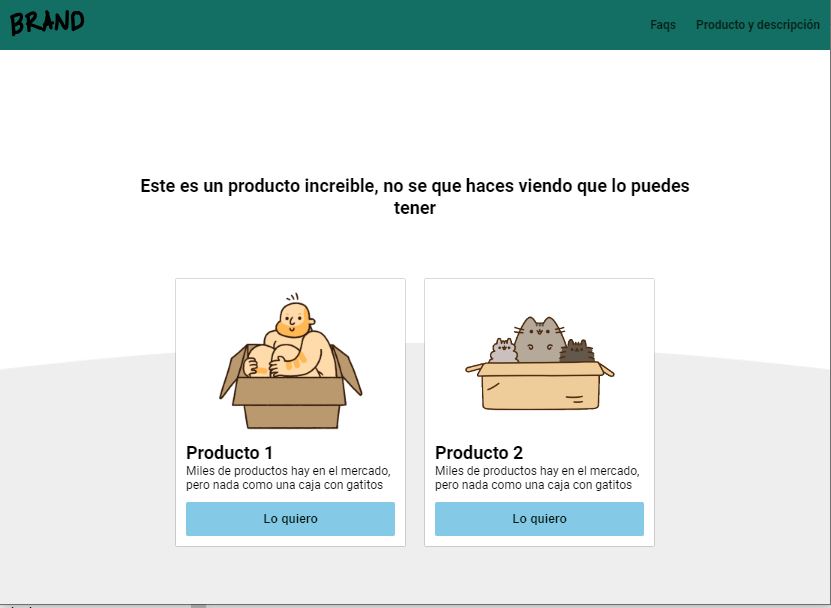 BRAND
Faqs
Producto y descripción
Este es un producto increible, no se que haces viendo que lo puedes
tener
Producto 1
Miles de productos hay en el mercado,
pero nada como una caja con gatitos
Lo quiero
Producto 2
Miles de productos hay en el mercado,
pero nada como una caja con gatitos
Lo quiero